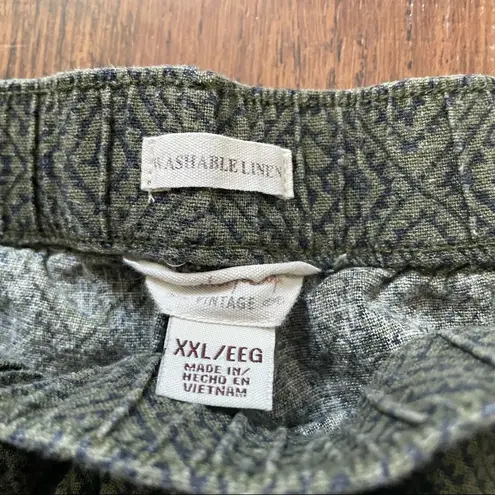 WASHABLE LINEN
VINTAGE
XXL/EEG
MADE IN/
HECHO EN
VIETNAM